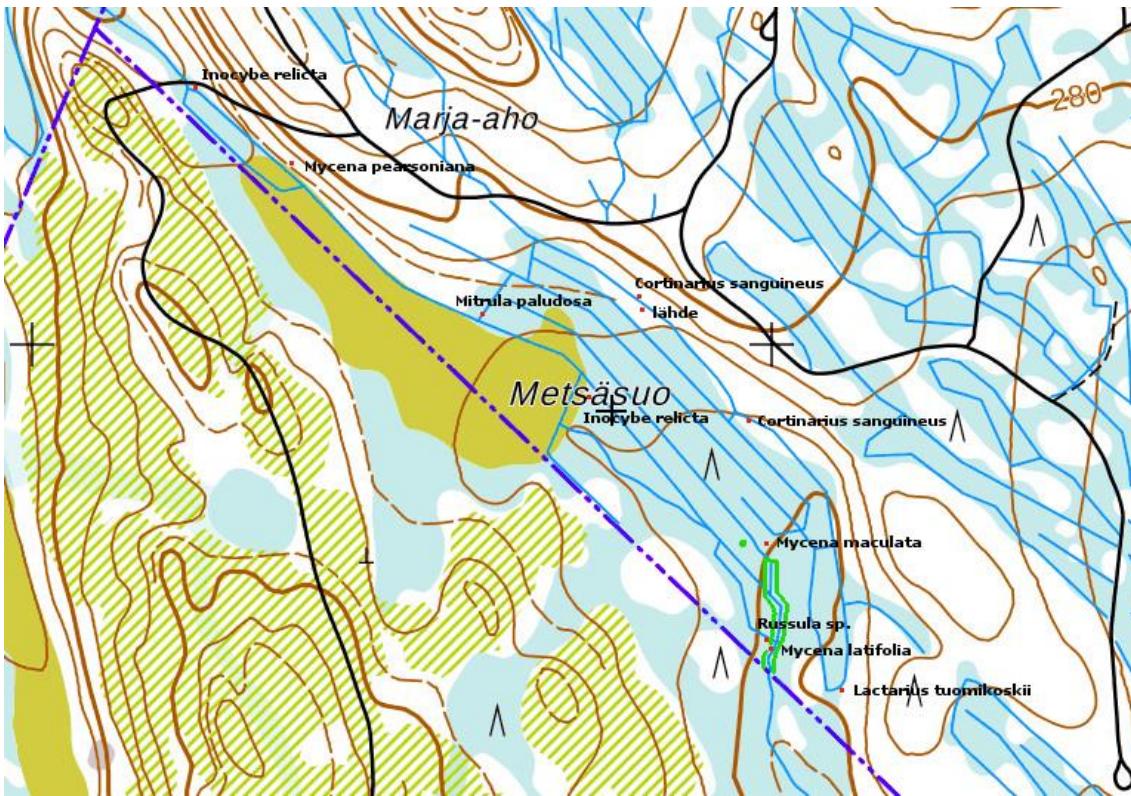 Inocybe relicta
280
Marja-aho
Mycena pearsoniana
Cortinarius sanguineus
Mitrula paludosa
lähde
Metsäsuo
Inocybe relicta
Cortinarius sanguineus
Mycena maculata
Russula sp.
Mycena latifolia
Lactarius tuomikoskii